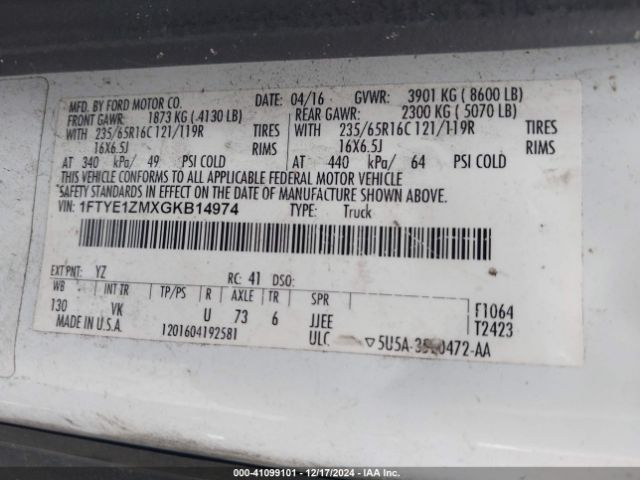 MFD. BY FORD MOTOR CO.
DATE: 04/16 GVWR: 3901 KG ( 8600 LB)
FRONT GAWR: 1873 KG (.4130 LB)
REAR GAWR: 2300 KG ( 5070 LB)
WITH 235/65R16C 121/119R TIRES
WITH 235/65R16C 121/119R TIRES
16X6.5J RIMS
16X6.5J RIMS
AT 340 kPa/ 49 PSI COLD
AT 440 kPa/ 64 PSI COLD
THIS VEHICLE CONFORMS TO ALL APPLICABLE FEDERAL MOTOR VEHICLE
SAFETY STANDARDS IN EFFECT ON THE DATE OF MANUFACTURE SHOWN ABOVE.
VIN: 1FTYE1ZMXGKB14974 TYPE: Truck
EXT PNT: YZ RC: 41 DSO:
WB INT TR TP/PS R AXLE TR SPR
130 VK U 73 6 JJEE
F1064
T2423
MADE IN U.S.A. 1201604192581 ULC
000-41099101 - 12/17/2024 - IAA Inc.